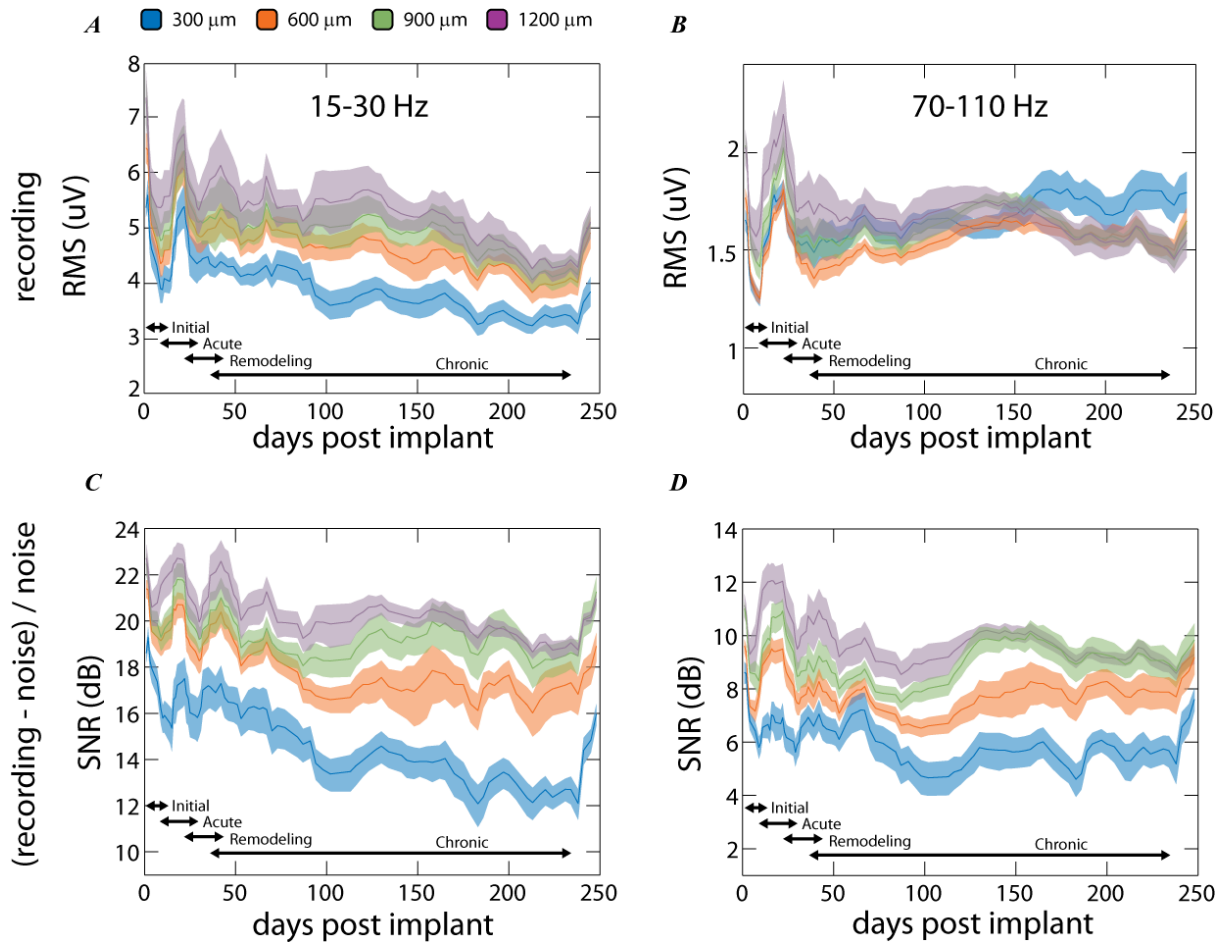 A
300 μm
600 μm
900 μm
1200 μm
B
recording
RMS (uV)
8
7
6
5
4
3
2
15-30 Hz
Initial
Acute
Remodeling
Chronic
0
50
100
150
200
250
days post implant
RMS (uV)
2
1.5
1
70-110 Hz
Initial
Acute
Remodeling
Chronic
0
50
100
150
200
250
days post implant
C
D
(recording - noise) / noise
SNR (dB)
24
22
20
18
16
14
12
10
Initial
Acute
Remodeling
Chronic
0
50
100
150
200
250
days post implant
SNR (dB)
14
12
10
8
6
4
2
Initial
Acute
Remodeling
Chronic
0
50
100
150
200
250
days post implant